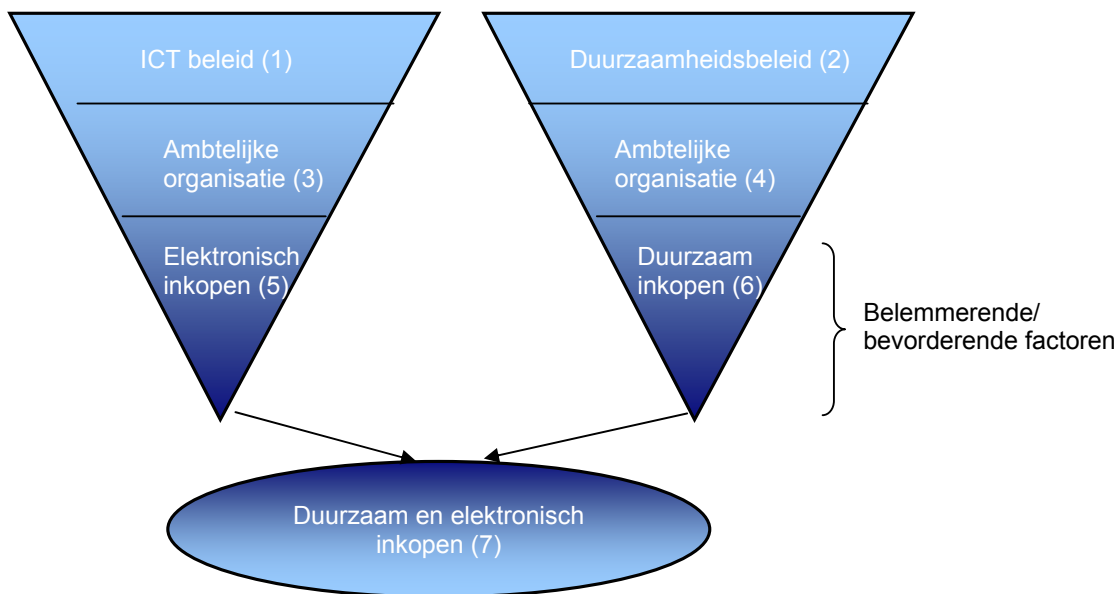 ICT beleid (1)
Duurzaamheidsbeleid (2)
Ambtelijke
organisatie (3)
Ambtelijke
organisatie (4)
Elektronisch
inkopen (5)
Duurzaam
inkopen (6)
Belemmerende/
bevorderende factoren
Duurzaam en elektronisch
inkopen (7)